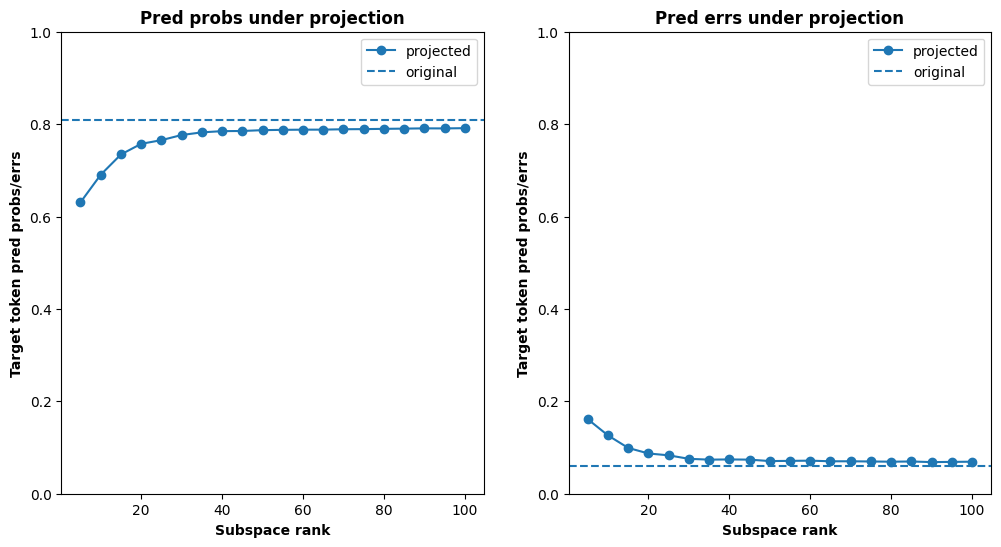 Pred probs under projection
Target token pred probs/errs
1.0
0.8
0.6
0.4
0.2
0.0
projected
original
20
40
60
80
100
Subspace rank
Pred errs under projection
Target token pred probs/errs
1.0
0.8
0.6
0.4
0.2
0.0
projected
original
20
40
60
80
100
Subspace rank